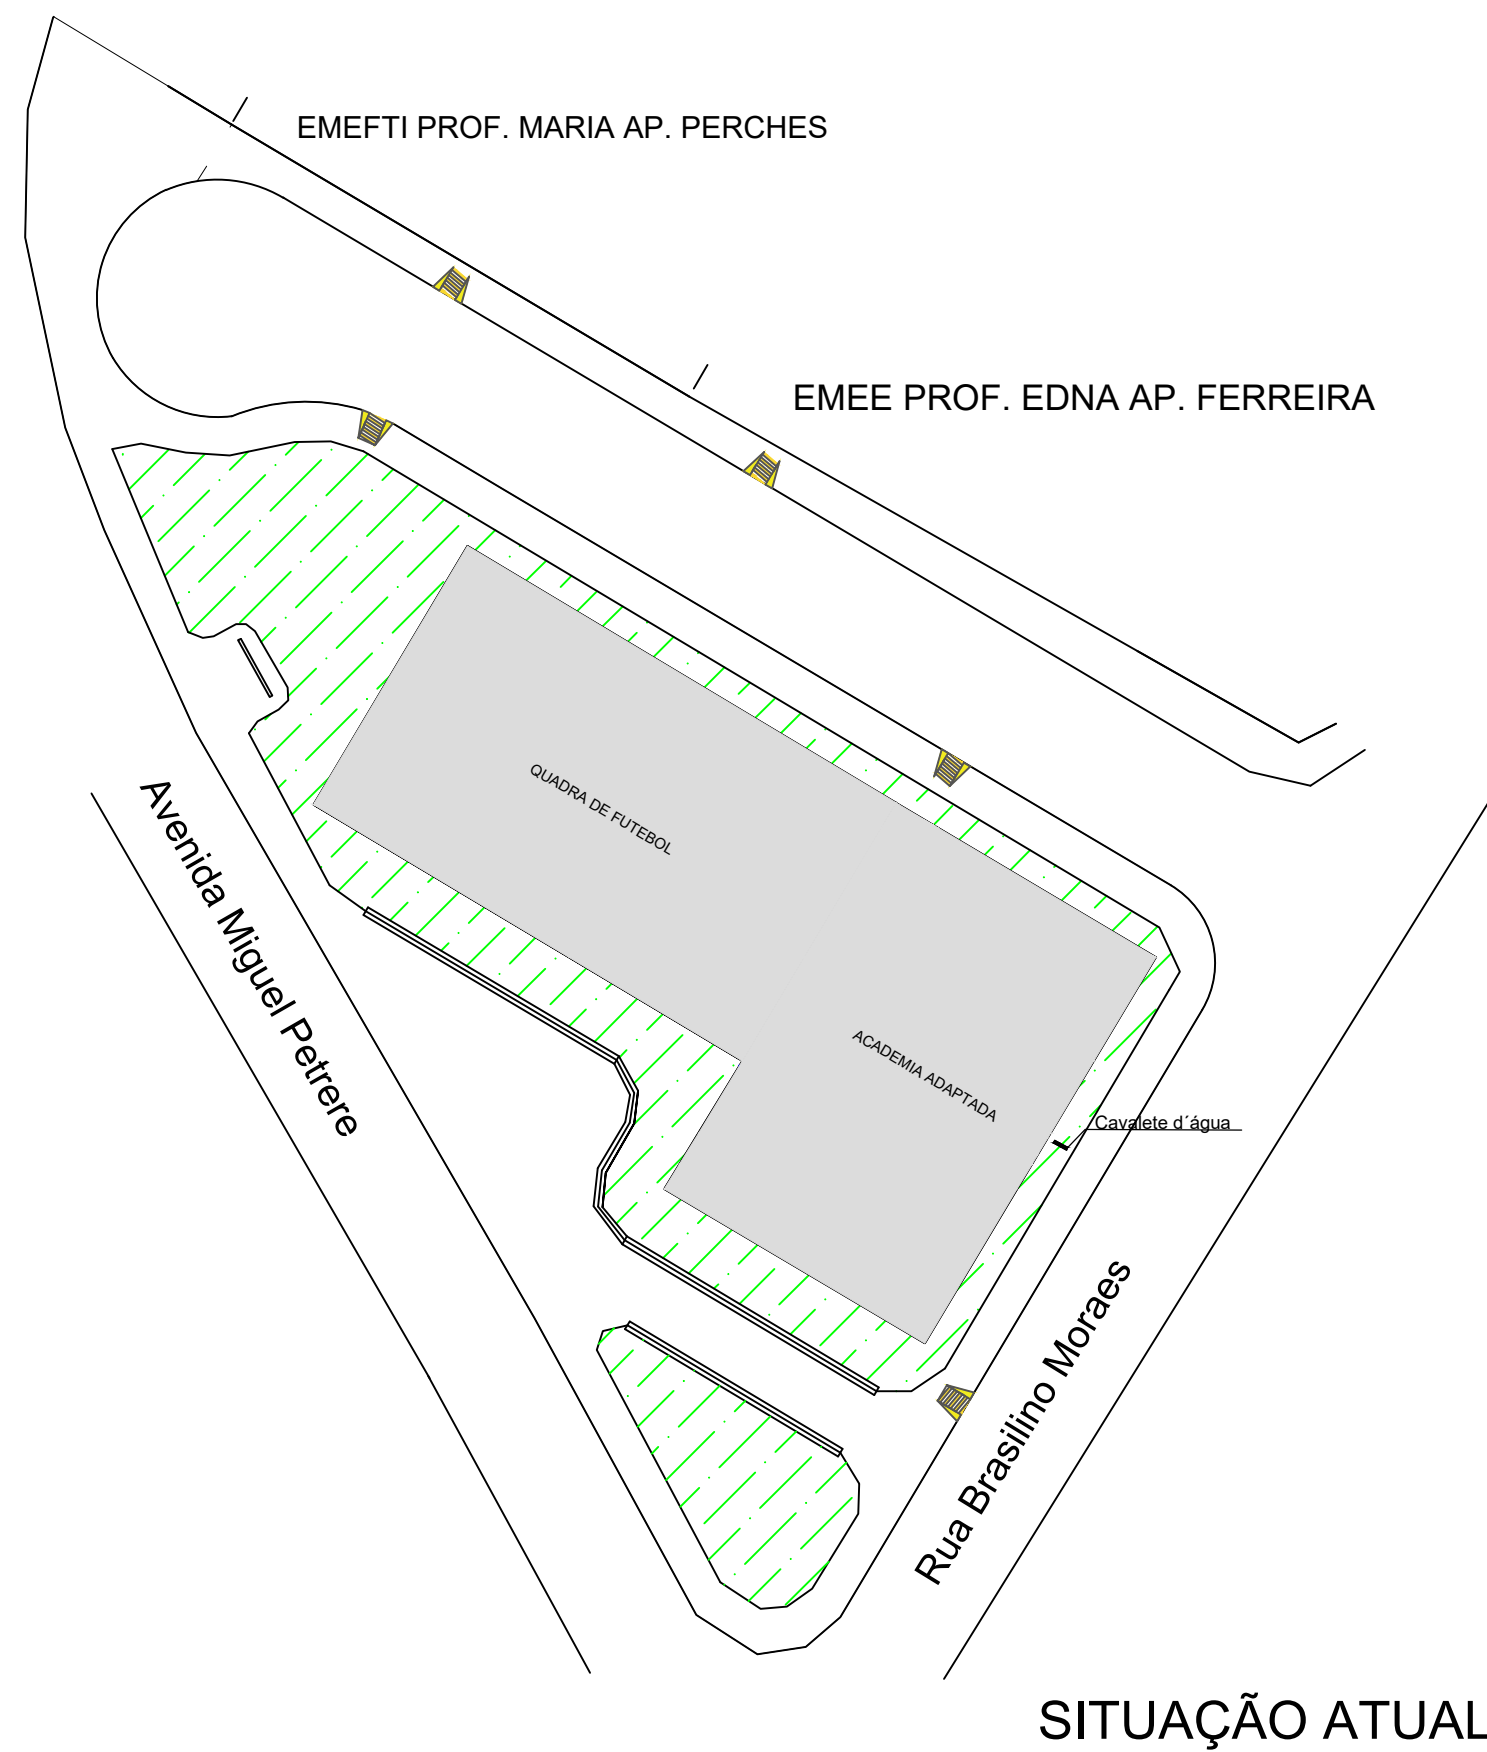 EMEFTI PROF. MARIA AP. PERCHES
EMEE PROF. EDNA AP. FERREIRA
QUADRA DE FUTEBOL
Avenida Miguel Petrere
ACADEMIA ADAPTADA
Cavalete d´água
Rua Brasilino Moraes
SITUAÇÃO ATUAL